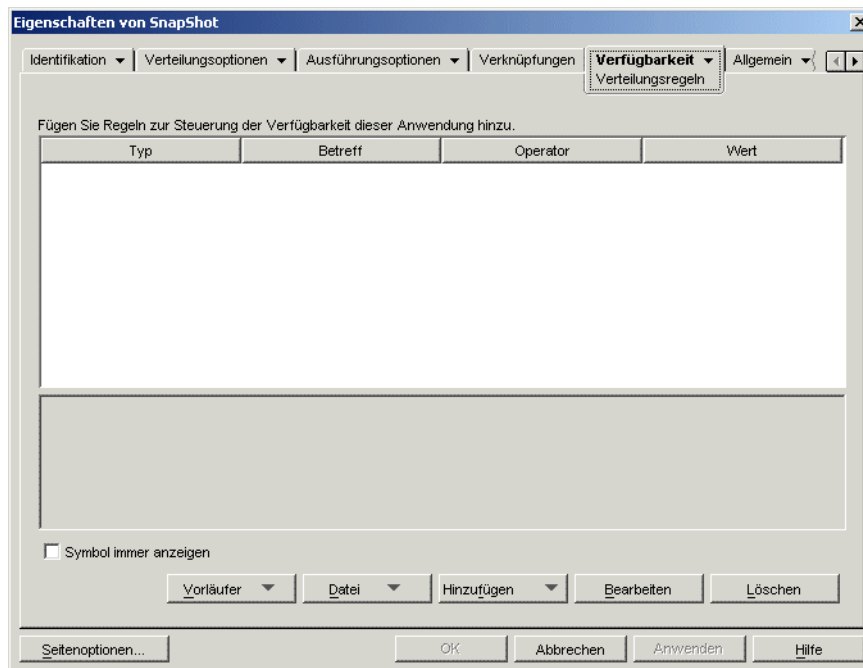 Eigenschaften von SnapShot
Identifikation Verteilungsoptionen Ausführungsoptionen Verknüpfungen Verfügbarkeit Allgemein
Verteilungsregeln
Fügen Sie Regeln zur Steuerung der Verfügbarkeit dieser Anwendung hinzu.
Typ Betreff Operator Wert
Symbol immer anzeigen
Vorläufer Datei Hinzufügen Bearbeiten Löschen
Seitenoptionen... OK Abbrechen Anwenden Hilfe